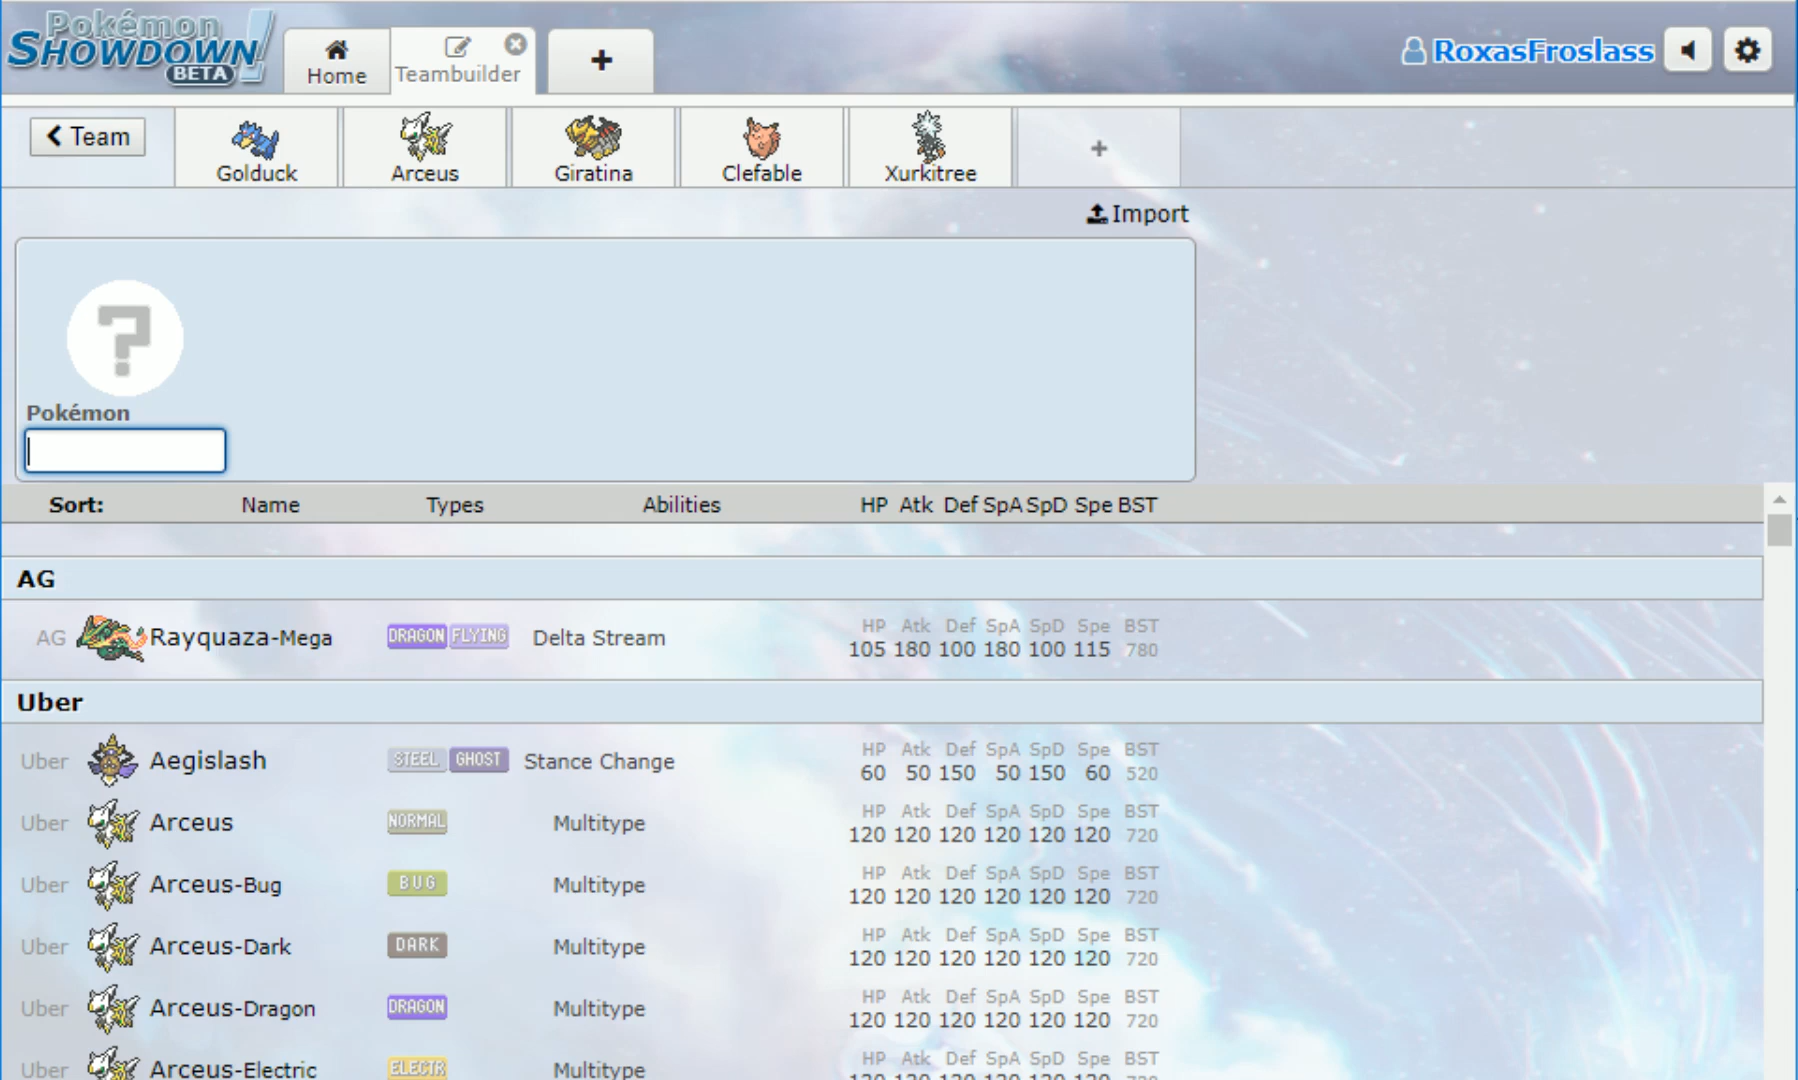 Pokémon
SHOWDOWN!
BETA
Home
Teambuilder
+
RoxasFroslass
Team
Golduck
Arceus
Giratina
Clefable
Xurkitree
+
Import
?
Pokémon
Sort: Name Types Abilities HP Atk Def SpA SpD Spe BST
AG
AG Rayquaza-Mega DRAGON FLYING Delta Stream HP Atk Def SpA SpD Spe BST
105 180 100 180 100 115 780
Uber
Uber Aegislash STEEL GHOST Stance Change HP Atk Def SpA SpD Spe BST
60 50 150 50 150 60 520
Uber Arceus NORMAL Multitype HP Atk Def SpA SpD Spe BST
120 120 120 120 120 120 720
Uber Arceus-Bug BUG Multitype HP Atk Def SpA SpD Spe BST
120 120 120 120 120 120 720
Uber Arceus-Dark DARK Multitype HP Atk Def SpA SpD Spe BST
120 120 120 120 120 120 720
Uber Arceus-Dragon DRAGON Multitype HP Atk Def SpA SpD Spe BST
120 120 120 120 120 120 720
Uber Arceus-Electric ELECTR Multitype HP Atk Def SpA SpD Spe BST
120 120 120 120 120 120 720